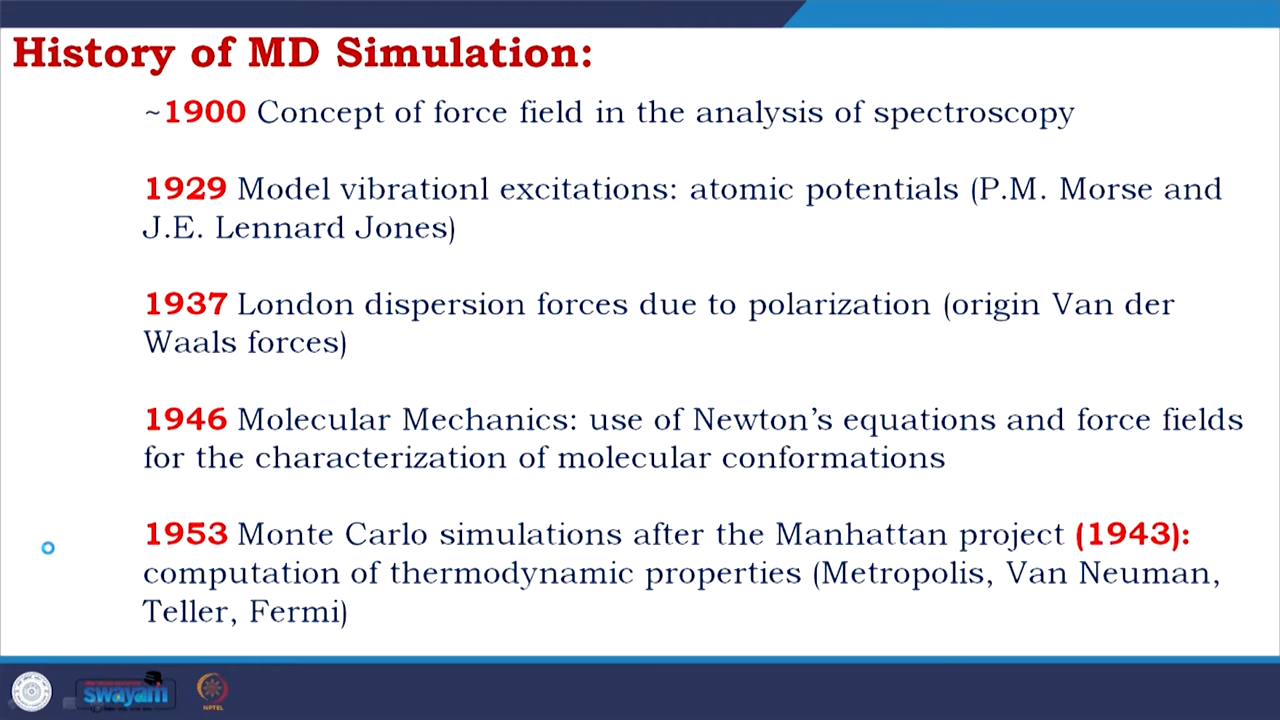 History of MD Simulation:
~1900 Concept of force field in the analysis of spectroscopy
1929 Model vibrationl excitations: atomic potentials (P.M. Morse and
J.E. Lennard Jones)
1937 London dispersion forces due to polarization (origin Van der
Waals forces)
1946 Molecular Mechanics: use of Newton’s equations and force fields
for the characterization of molecular conformations
1953 Monte Carlo simulations after the Manhattan project (1943):
computation of thermodynamic properties (Metropolis, Van Neuman,
Teller, Fermi)
swayam
NPTEL